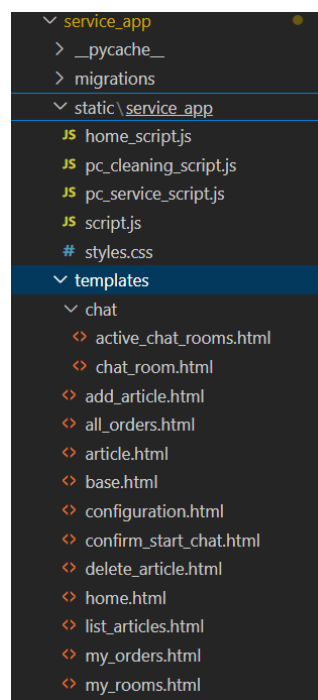 service_app
__pycache__
migrations
static\service_app
JS home_script.js
JS pc_cleaning_script.js
JS pc_service_script.js
JS script.js
# styles.css
templates
chat
<> active_chat_rooms.html
<> chat_room.html
<> add_article.html
<> all_orders.html
<> article.html
<> base.html
<> configuration.html
<> confirm_start_chat.html
<> delete_article.html
<> home.html
<> list_articles.html
<> my_orders.html
<> my_rooms.html